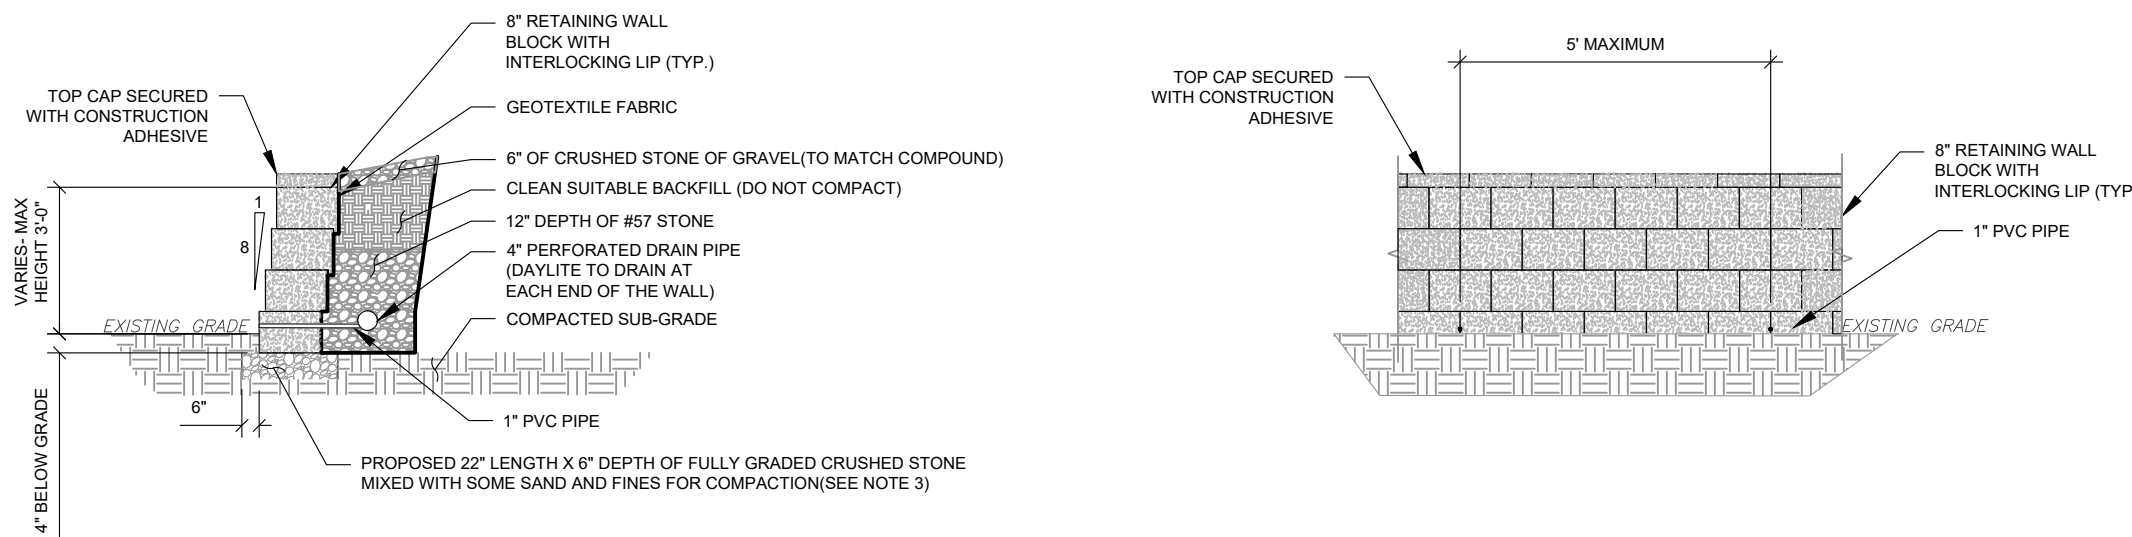 8" RETAINING WALL
BLOCK WITH
INTERLOCKING LIP (TYP.)
TOP CAP SECURED
WITH CONSTRUCTION
ADHESIVE
GEOTEXTILE FABRIC
6" OF CRUSHED STONE OF GRAVEL(TO MATCH COMPOUND)
CLEAN SUITABLE BACKFILL (DO NOT COMPACT)
12" DEPTH OF #57 STONE
4" PERFORATED DRAIN PIPE
(DAYLITE TO DRAIN AT
EACH END OF THE WALL)
COMPACTED SUB-GRADE
1
8
VARIES- MAX
HEIGHT 3'-0"
EXISTING GRADE
6"
4" BELOW GRADE
1" PVC PIPE
PROPOSED 22" LENGTH X 6" DEPTH OF FULLY GRADED CRUSHED STONE
MIXED WITH SOME SAND AND FINES FOR COMPACTION(SEE NOTE 3)
5' MAXIMUM
TOP CAP SECURED
WITH CONSTRUCTION
ADHESIVE
8" RETAINING WALL
BLOCK WITH
INTERLOCKING LIP (TYP
1" PVC PIPE
EXISTING GRADE